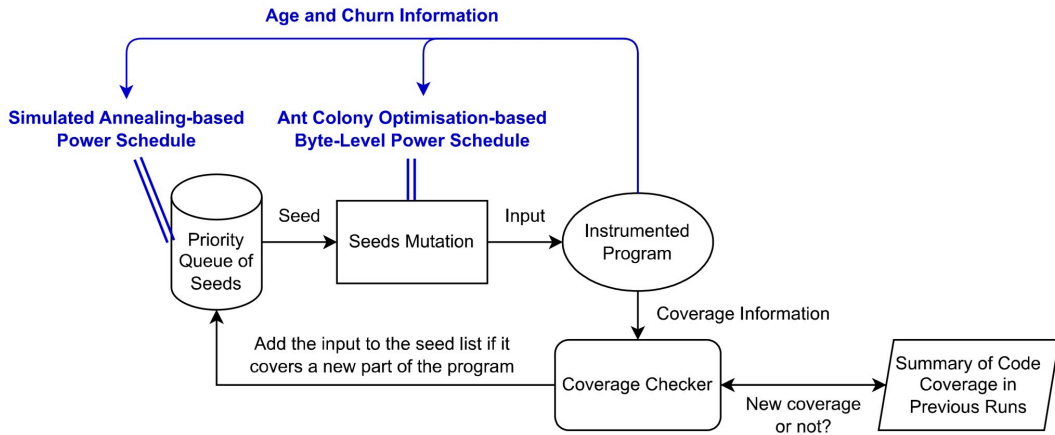 Age and Churn Information
Simulated Annealing-based
Power Schedule
Ant Colony Optimisation-based
Byte-Level Power Schedule
Priority
Queue of
Seeds
Seed
Seeds Mutation
Input
Instrumented
Program
Coverage Information
Add the input to the seed list if it
covers a new part of the program
Coverage Checker
New coverage
or not?
Summary of Code
Coverage in
Previous Runs